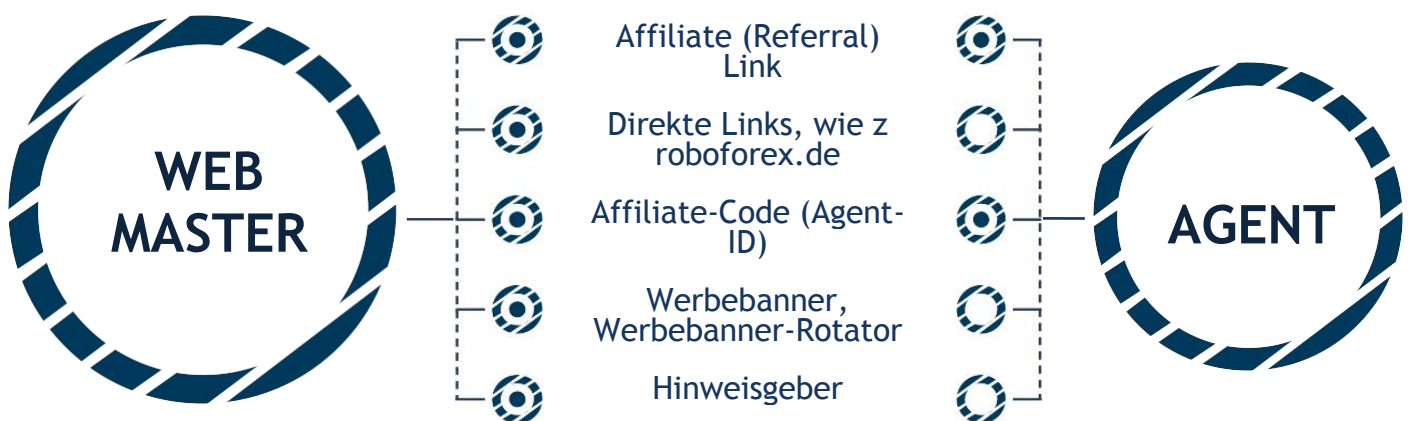 WEB
MASTER
Affiliate (Referral)
Link
Direkte Links, wie z
roboforex.de
Affiliate-Code (Agent-
ID)
Werbebanner,
Werbebanner-Rotator
Hinweisgeber
AGENT